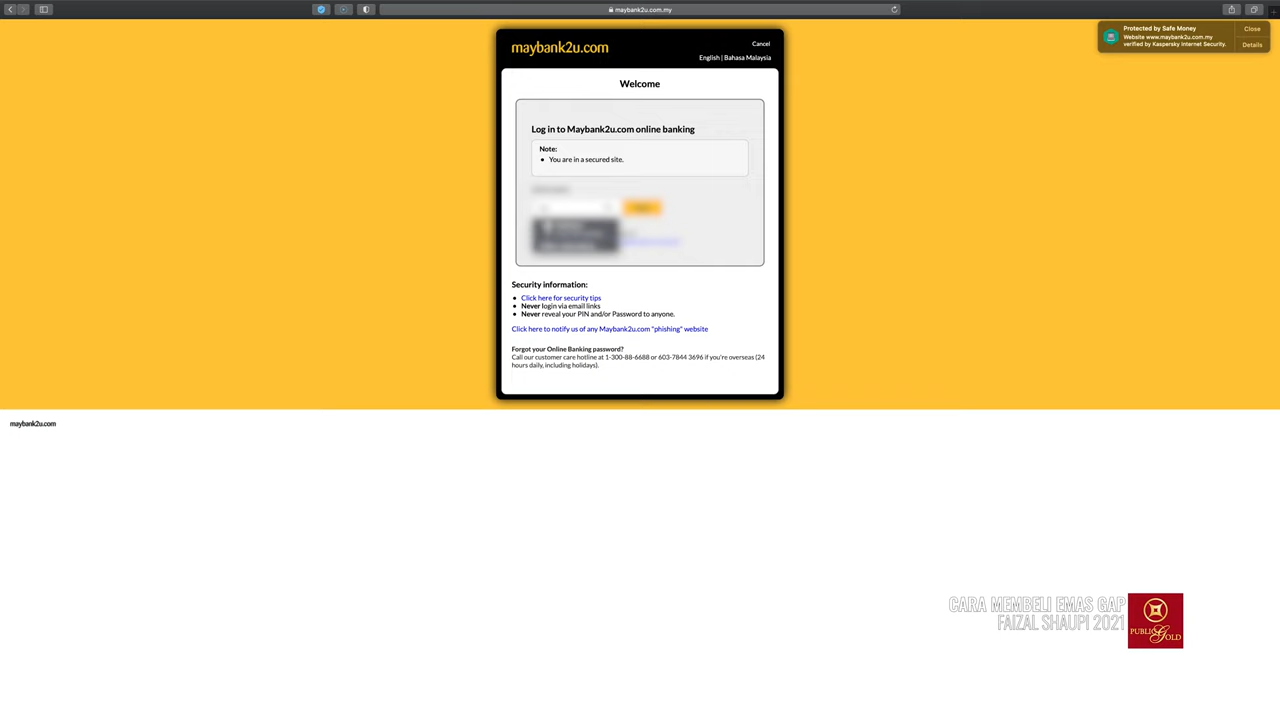 maybank2u.com.my
Protected by Safe Money
Website www.maybank2u.com.my
verified by Kaspersky Internet Security.
Close
Details
maybank2u.com
Cancel
English | Bahasa Malaysia
Welcome
Log in to Maybank2u.com online banking
Note:
You are in a secured site.
Security information:
Click here for security tips
Never login via email links
Never reveal your PIN and/or Password to anyone.
Click here to notify us of any Maybank2u.com "phishing" website
Forgot your Online Banking password?
Call our customer care hotline at 1-300-88-6688 or 603-7844 3696 if you're overseas (24
hours daily, including holidays).
maybank2u.com
CARA MEMBELI EMAS GAP
FAIZAL SHAUPI 2021
PUBLIC GOLD